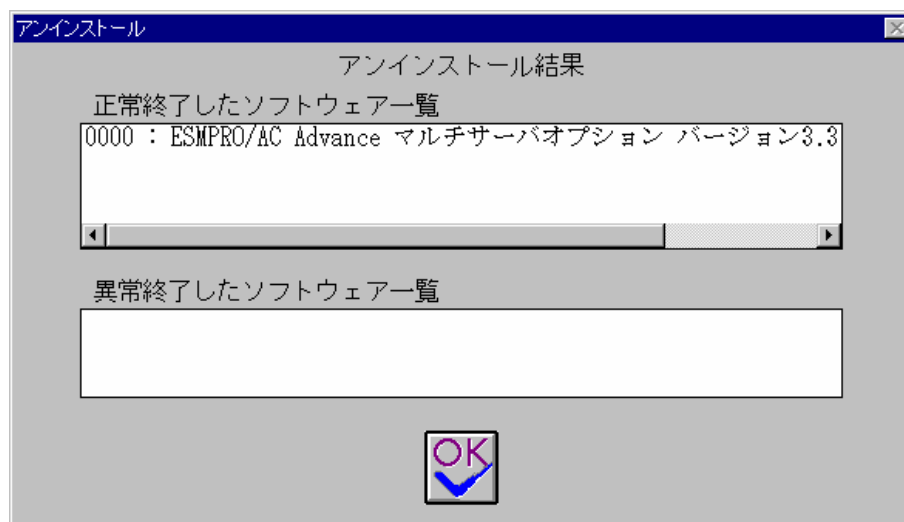 アンインストール
アンインストール結果
正常終了したソフトウェア一覧
0000 : ESMPRO/AC Advance マルチサーバオプション バージョン3.3
異常終了したソフトウェア一覧
OK